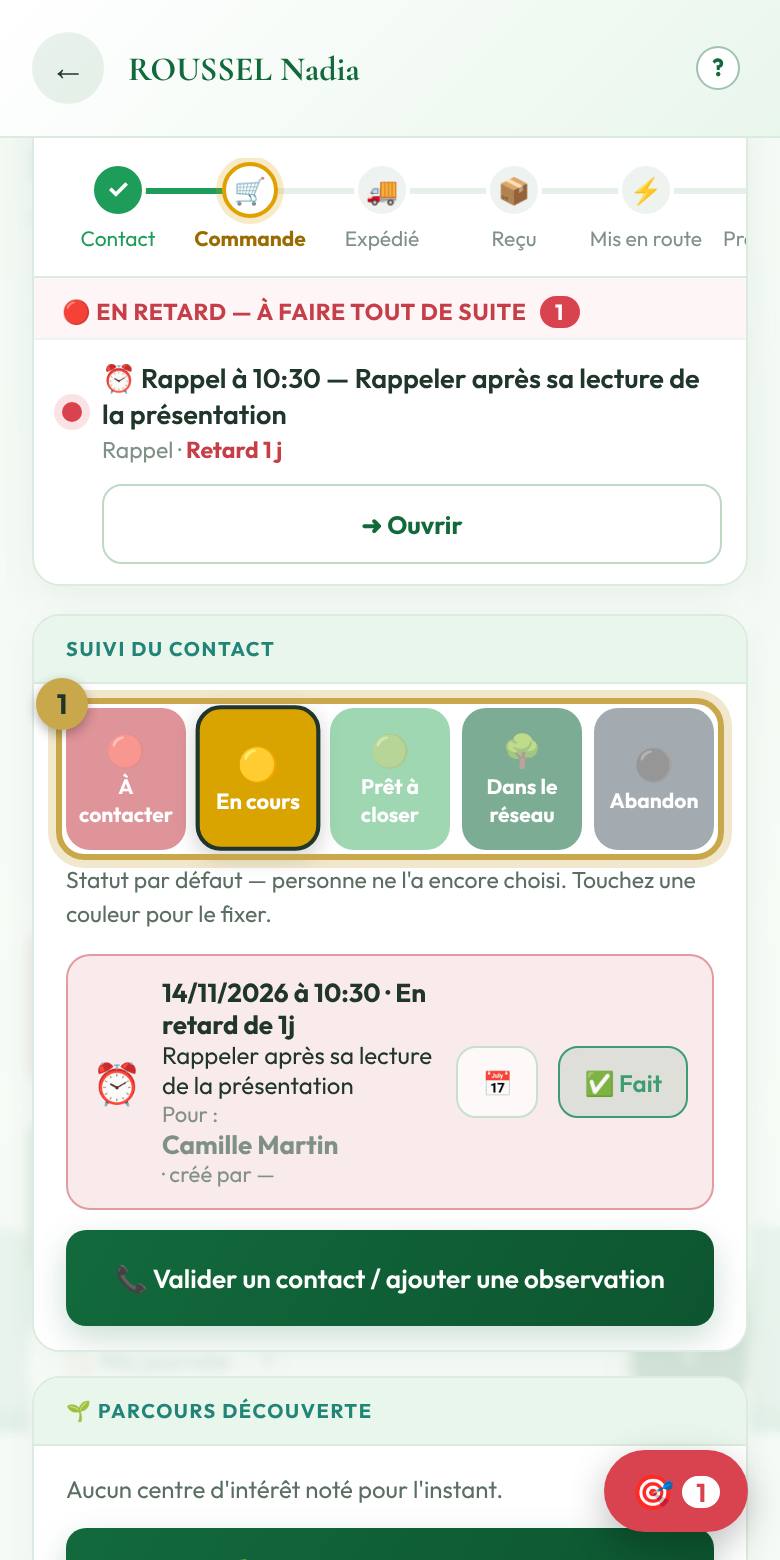 ← ROUSSEL Nadia ?
Contact Commande Expédié Reçu Mis en route
🔴 EN RETARD — À FAIRE TOUT DE SUITE 1
⏰ Rappel à 10:30 — Rappeler après sa lecture de
la présentation
Rappel · Retard 1 j
➜ Ouvrir
SUIVI DU CONTACT
1
À
contacter
En cours
Prêt à
closer
Dans le
réseau
Abandon
Statut par défaut — personne ne l'a encore choisi. Touchez une
couleur pour le fixer.
14/11/2026 à 10:30 · En
retard de 1j
Rappeler après sa lecture
de la présentation
Pour :
Camille Martin
· créé par —
✅ Fait
📞 Valider un contact / ajouter une observation
🌱 PARCOURS DÉCOUVERTE
Aucun centre d'intérêt noté pour l'instant.
🎯 1